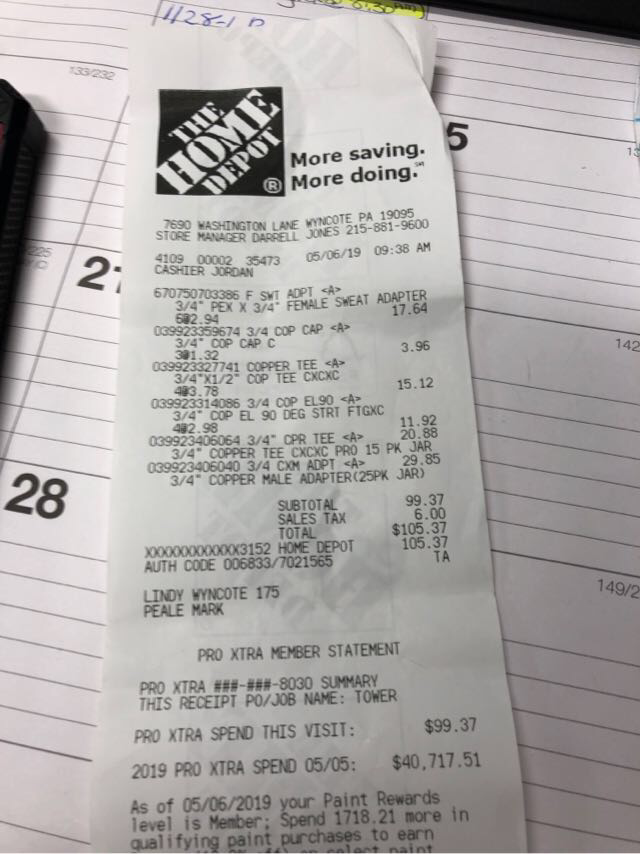 1128-1 D
133/232
5
THE
HOME
DEPOT
®
More saving.
More doing.℠
7690 WASHINGTON LANE WYNCOTE PA 19095
STORE MANAGER DARRELL JONES 215-881-9600
4109 00002 35473 05/06/19 09:38 AM
CASHIER JORDAN
670750703386 F SWT ADPT <A>
3/4" PEX X 3/4" FEMALE SWEAT ADAPTER
6@2.94 17.64
039923359674 3/4 COP CAP <A>
3/4" COP CAP C
3@1.32 3.96
039923327741 COPPER TEE <A>
3/4"X1/2" COP TEE CXCXC
4@3.78 15.12
039923314086 3/4 COP EL90 <A>
3/4" COP EL 90 DEG STRT FTGXC
4@2.98 11.92
039923406064 3/4" CPR TEE <A> 20.88
3/4" COPPER TEE CXCXC PRO 15 PK JAR
039923406040 3/4 CXM ADPT <A> 29.85
3/4" COPPER MALE ADAPTER(25PK JAR)
SUBTOTAL 99.37
SALES TAX 6.00
TOTAL $105.37
XXXXXXXXXXXX3152 HOME DEPOT 105.37
AUTH CODE 006833/7021565 TA
LINDY WYNCOTE 175
PEALE MARK
PRO XTRA MEMBER STATEMENT
PRO XTRA ###-###-8030 SUMMARY
THIS RECEIPT PO/JOB NAME: TOWER
PRO XTRA SPEND THIS VISIT: $99.37
2019 PRO XTRA SPEND 05/05: $40,717.51
As of 05/06/2019 your Paint Rewards
level is Member; Spend 1718.21 more in
qualifying paint purchases to earn
28
142
149/2